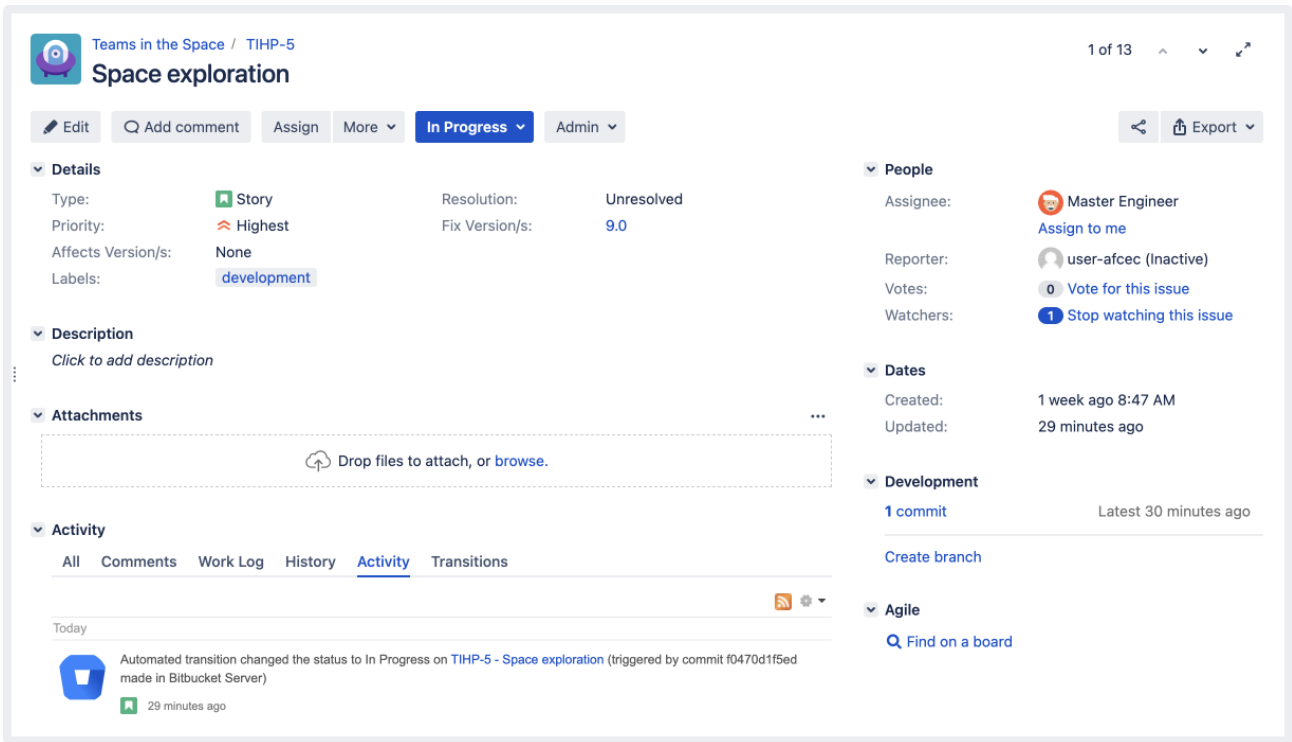 Teams in the Space / TIHP-5
Space exploration
1 of 13
Edit Add comment Assign More In Progress Admin Export
Details
Type: Story Resolution: Unresolved
Priority: Highest Fix Version/s: 9.0
Affects Version/s: None
Labels: development
Description
Click to add description
Attachments
Drop files to attach, or browse.
Activity
All Comments Work Log History Activity Transitions
Today
Automated transition changed the status to In Progress on TIHP-5 - Space exploration (triggered by commit f0470d1f5ed
made in Bitbucket Server)
29 minutes ago
People
Assignee: Master Engineer
Assign to me
Reporter: user-afcec (Inactive)
Votes: 0 Vote for this issue
Watchers: 1 Stop watching this issue
Dates
Created: 1 week ago 8:47 AM
Updated: 29 minutes ago
Development
1 commit Latest 30 minutes ago
Create branch
Agile
Find on a board